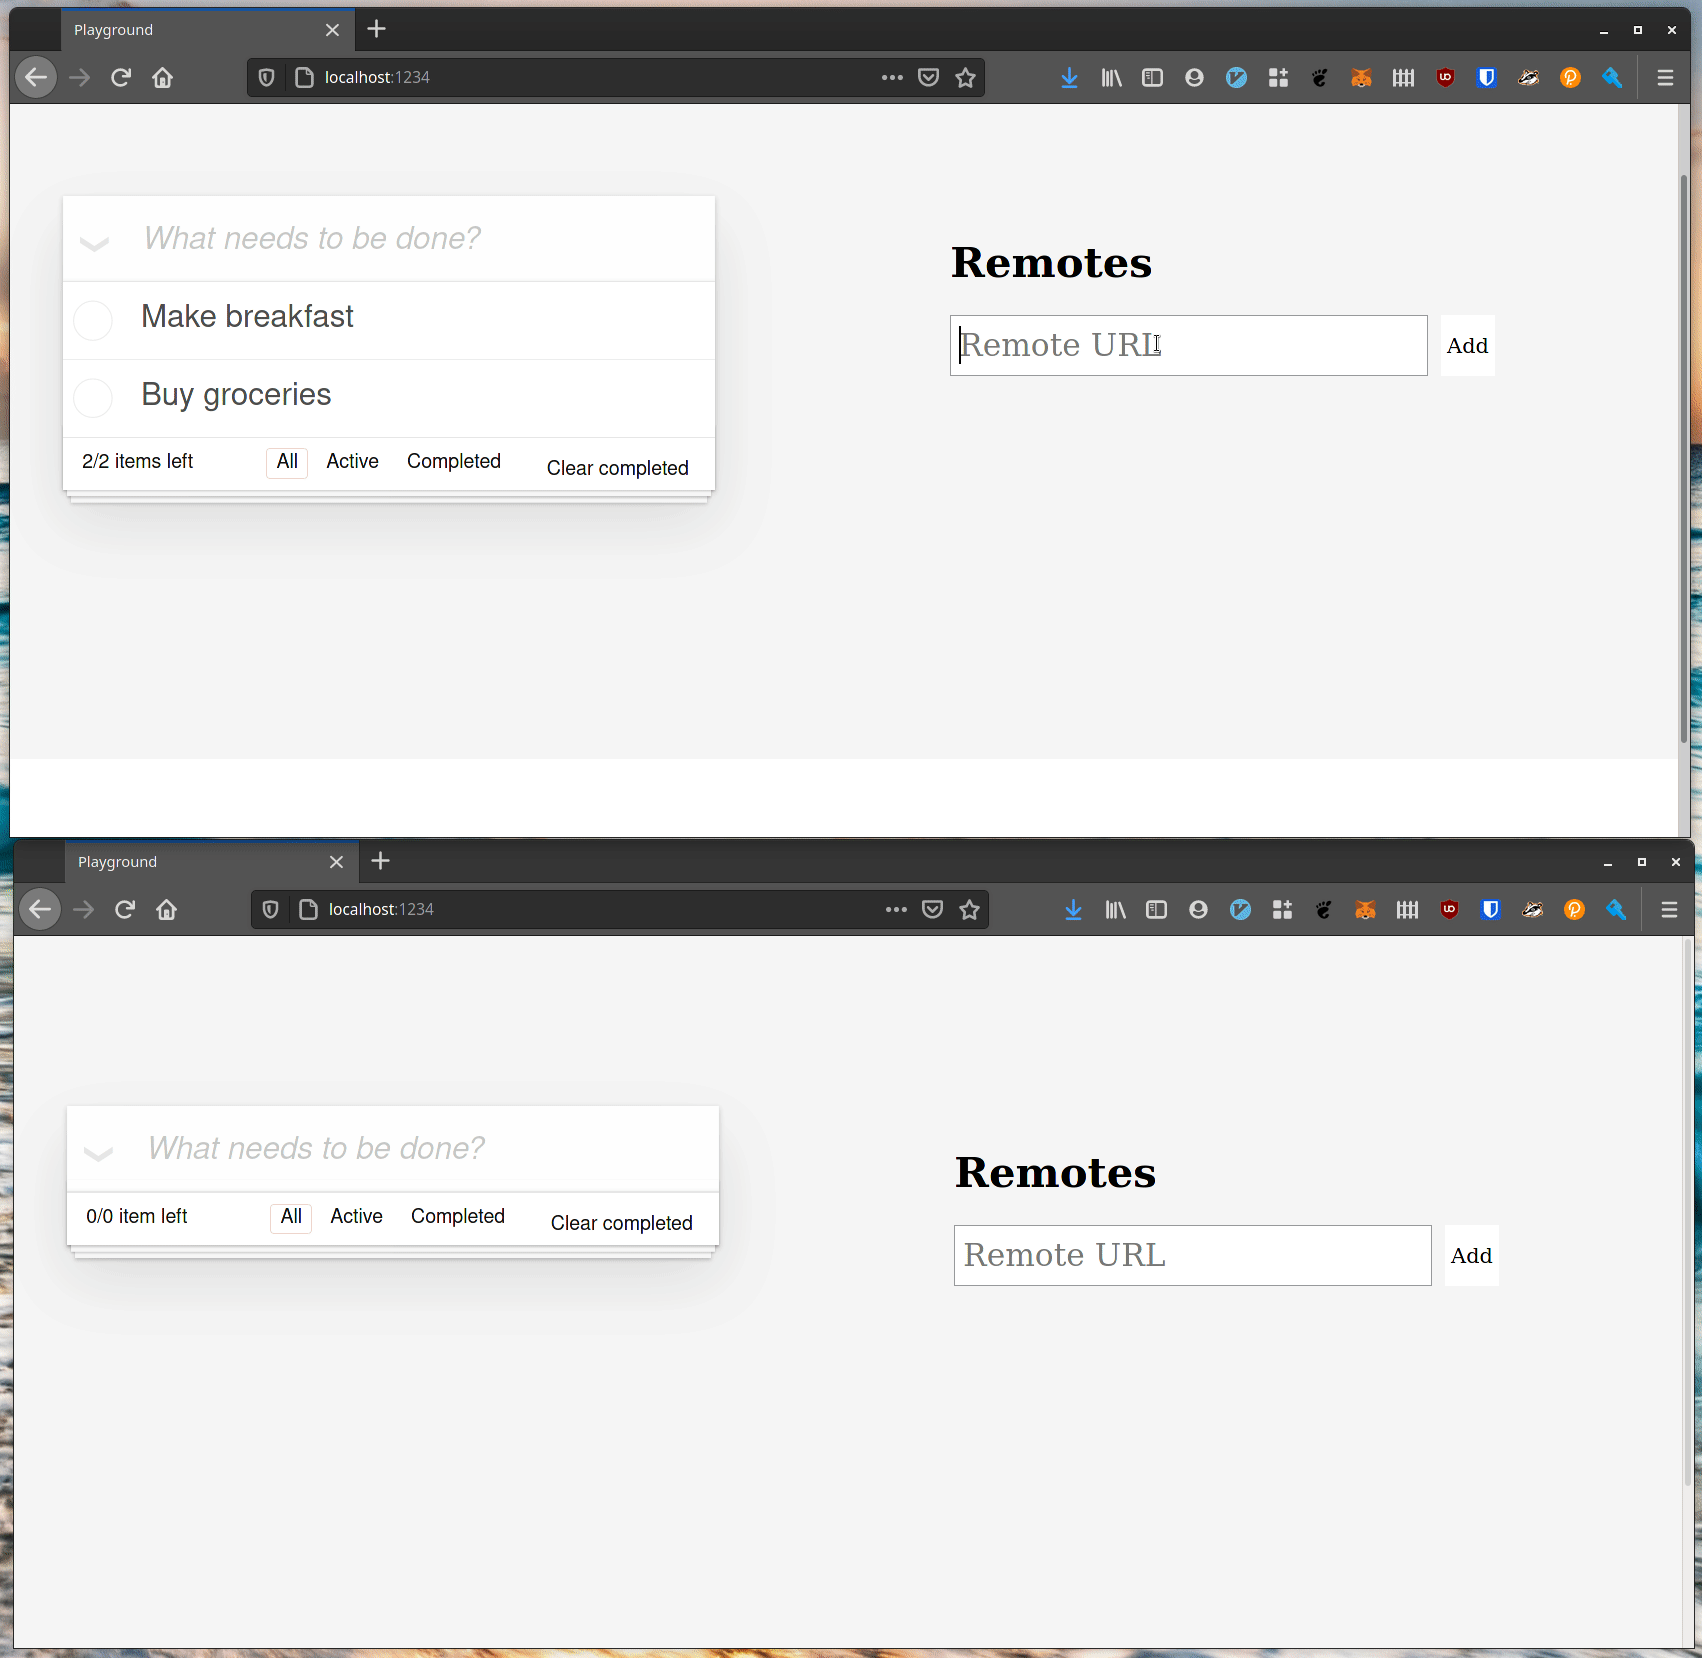 Playground
localhost:1234
What needs to be done?
Make breakfast
Buy groceries
2/2 items left All Active Completed Clear completed
Remotes
Remote URL Add
Playground
localhost:1234
What needs to be done?
0/0 item left All Active Completed Clear completed
Remotes
Remote URL Add